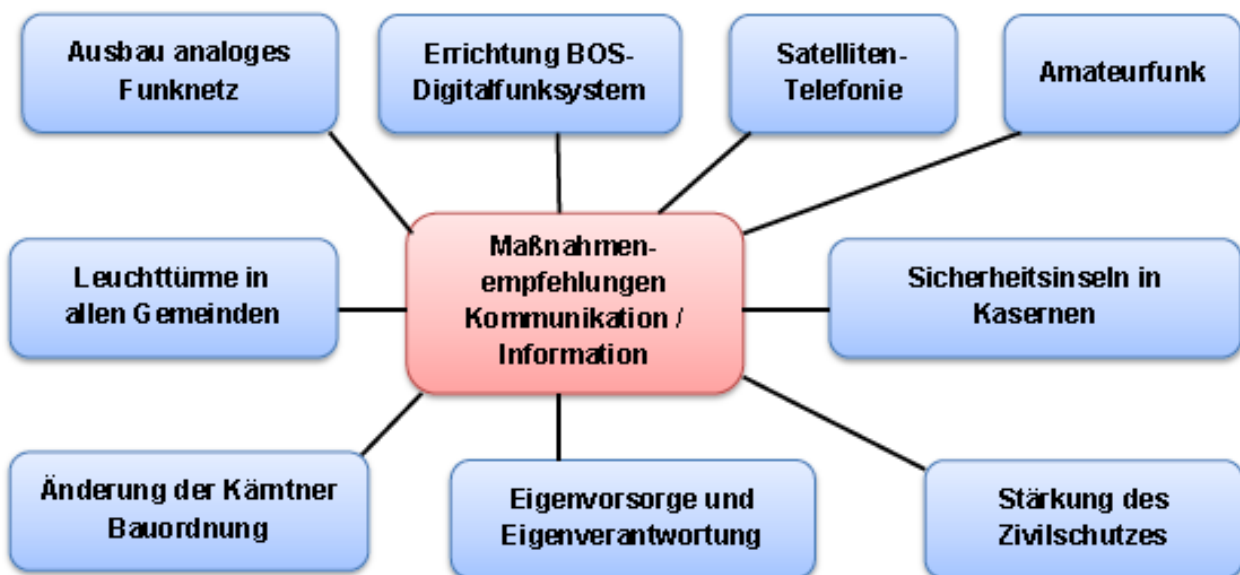 Ausbau analoges
Funknetz
Errichtung BOS-
Digitalfunksystem
Satelliten-
Telefonie
Amateurfunk
Leuchttürme in
allen Gemeinden
Maßnahmen-
empfehlungen
Kommunikation /
Information
Sicherheitsinseln in
Kasernen
Änderung der Kärntner
Bauordnung
Eigenvorsorge und
Eigenverantwortung
Stärkung des
Zivilschutzes